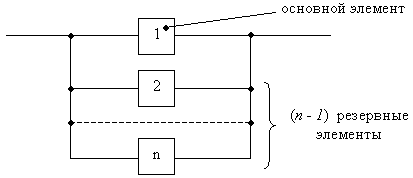 основной элемент
1
2
(n - 1) резервные
элементы
n